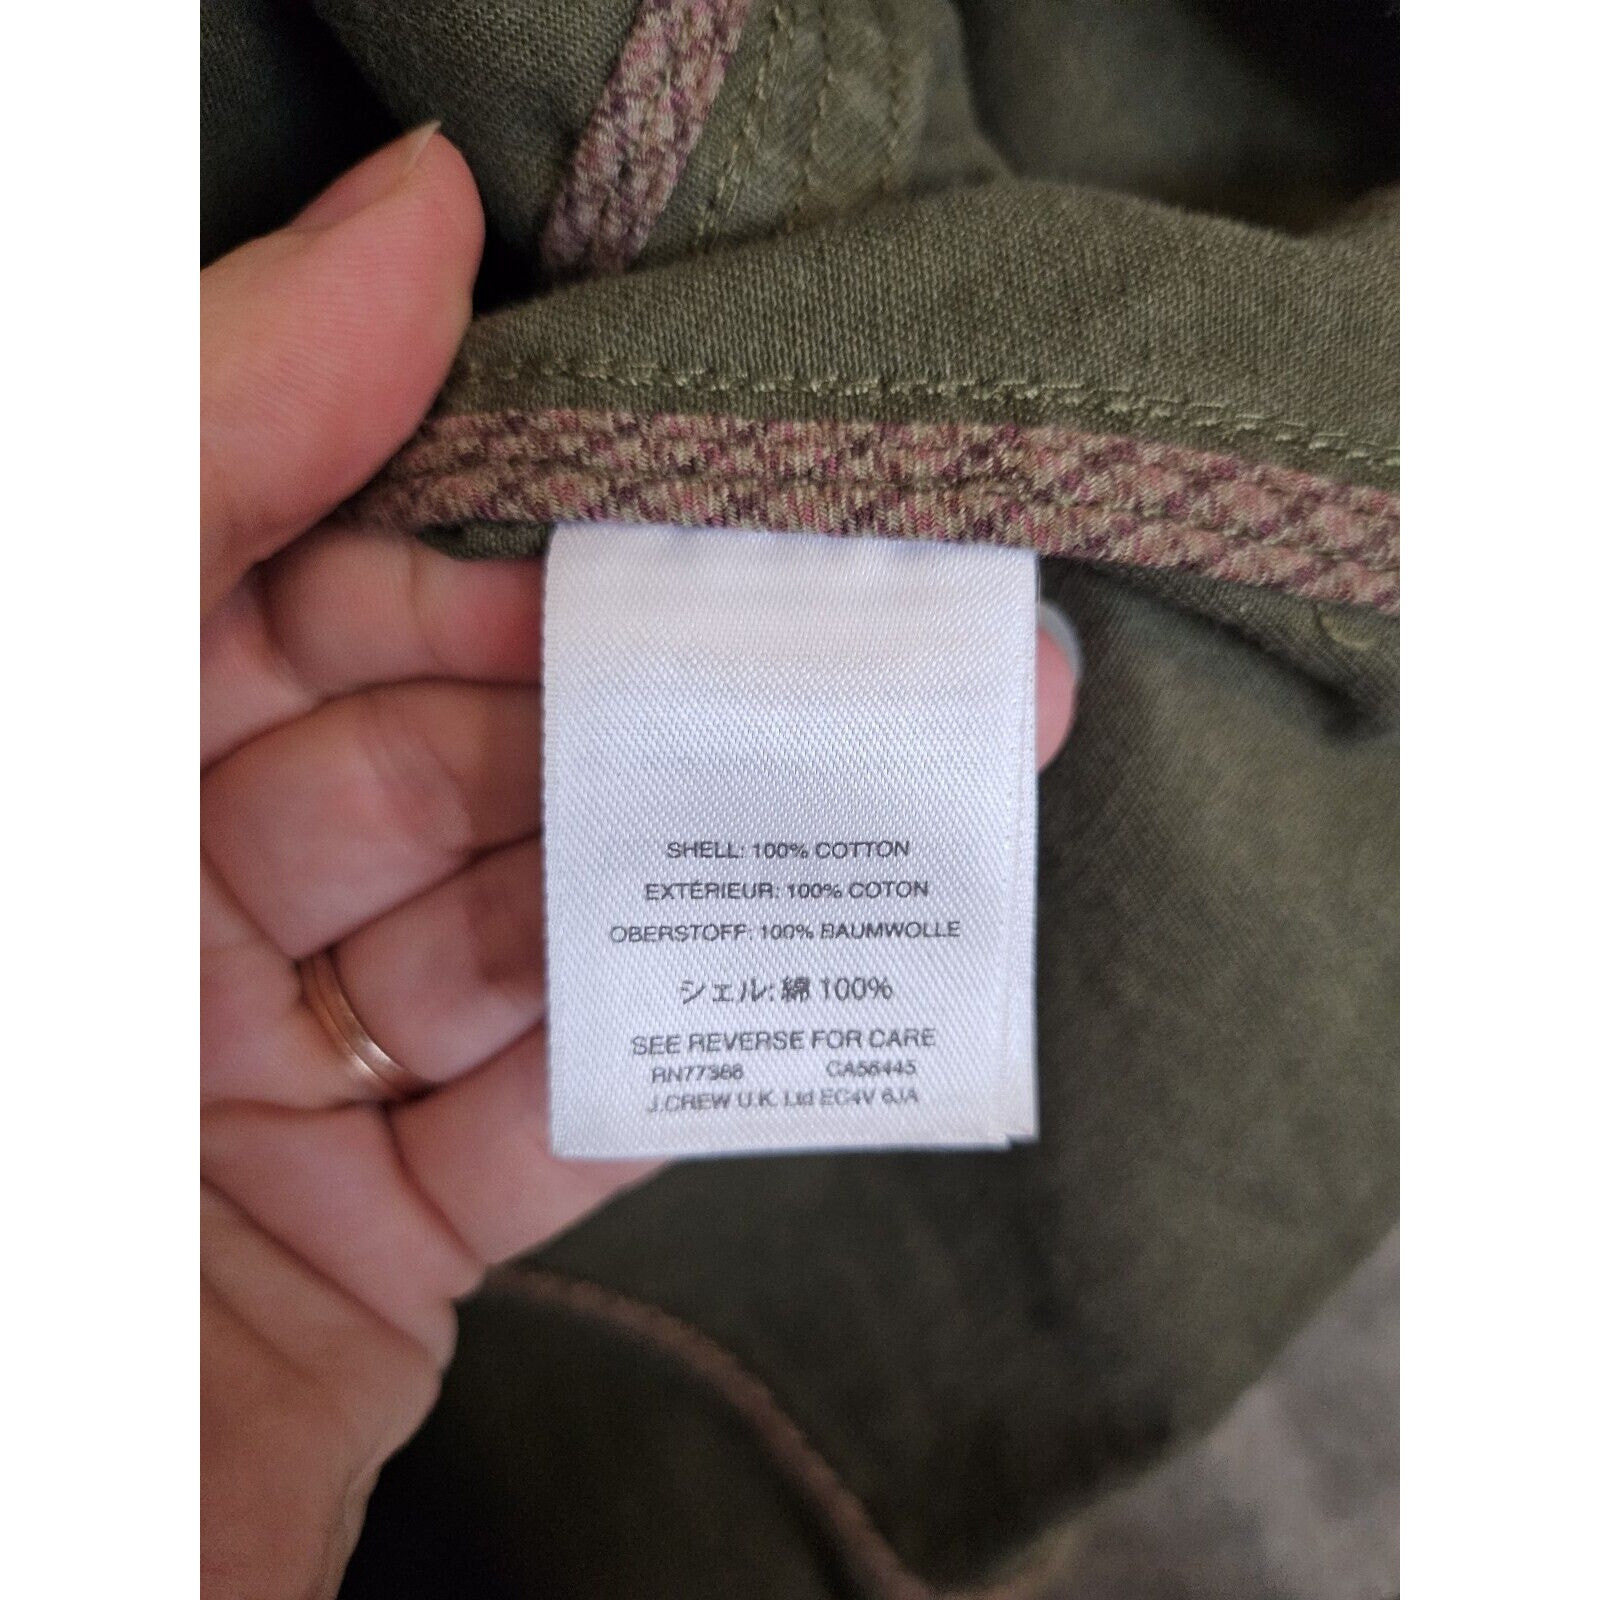 SHELL: 100% COTTON
EXTÉRIEUR: 100% COTON
OBERSTOFF: 100% BAUMWOLLE
シェル: 綿 100%
SEE REVERSE FOR CARE
RN77388 CA56445
J.CREW U.K. Ltd EC4V 6JA